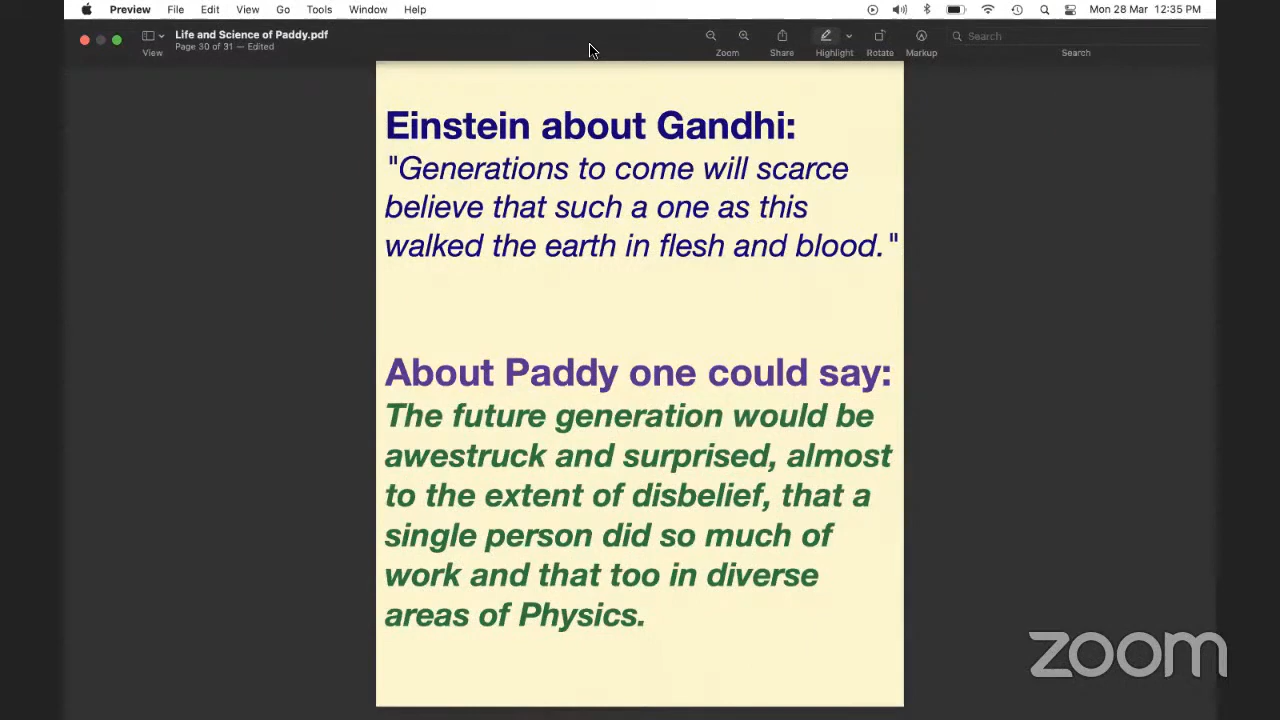 Preview File Edit View Go Tools Window Help Mon 28 Mar 12:35 PM
Life and Science of Paddy.pdf
Page 30 of 31 — Edited
View Zoom Share Highlight Rotate Markup Search
Search
Einstein about Gandhi:
"Generations to come will scarce
believe that such a one as this
walked the earth in flesh and blood."
About Paddy one could say:
The future generation would be
awestruck and surprised, almost
to the extent of disbelief, that a
single person did so much of
work and that too in diverse
areas of Physics.
zoom